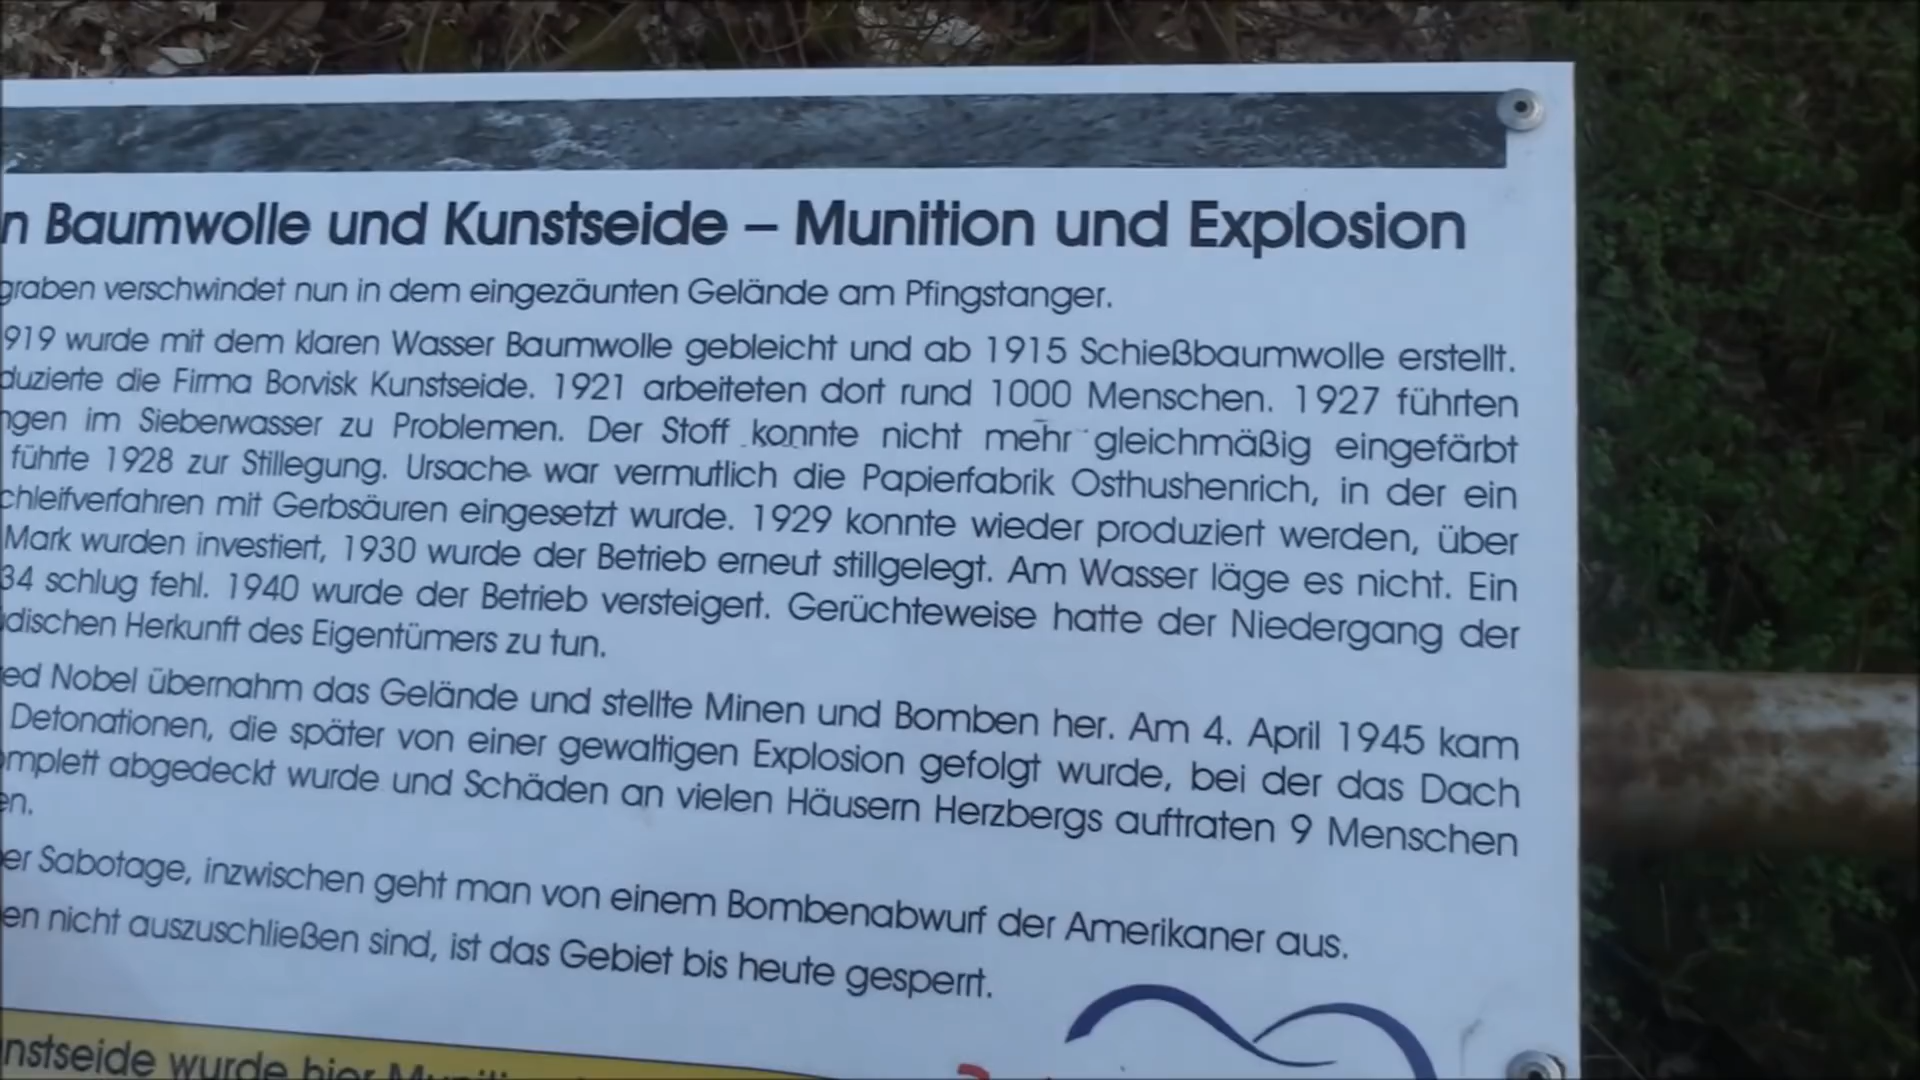 n Baumwolle und Kunstseide – Munition und Explosion
graben verschwindet nun in dem eingezäunten Gelände am Pfingstanger.
919 wurde mit dem klaren Wasser Baumwolle gebleicht und ab 1915 Schießbaumwolle erstellt.
duzierte die Firma Borvisk Kunstseide. 1921 arbeiteten dort rund 1000 Menschen. 1927 führten
ngen im Sieberwasser zu Problemen. Der Stoff konnte nicht mehr gleichmäßig eingefärbt
führte 1928 zur Stillegung. Ursache war vermutlich die Papierfabrik Osthushenrich, in der ein
chleifverfahren mit Gerbsäuren eingesetzt wurde. 1929 konnte wieder produziert werden, über
Mark wurden investiert, 1930 wurde der Betrieb erneut stillgelegt. Am Wasser läge es nicht. Ein
34 schlug fehl. 1940 wurde der Betrieb versteigert. Gerüchteweise hatte der Niedergang der
dischen Herkunft des Eigentümers zu tun.
ed Nobel übernahm das Gelände und stellte Minen und Bomben her. Am 4. April 1945 kam
Detonationen, die später von einer gewaltigen Explosion gefolgt wurde, bei der das Dach
mplett abgedeckt wurde und Schäden an vielen Häusern Herzbergs auftraten 9 Menschen
en.
er Sabotage, inzwischen geht man von einem Bombenabwurf der Amerikaner aus.
en nicht auszuschließen sind, ist das Gebiet bis heute gesperrt.
nstseide wurde hier